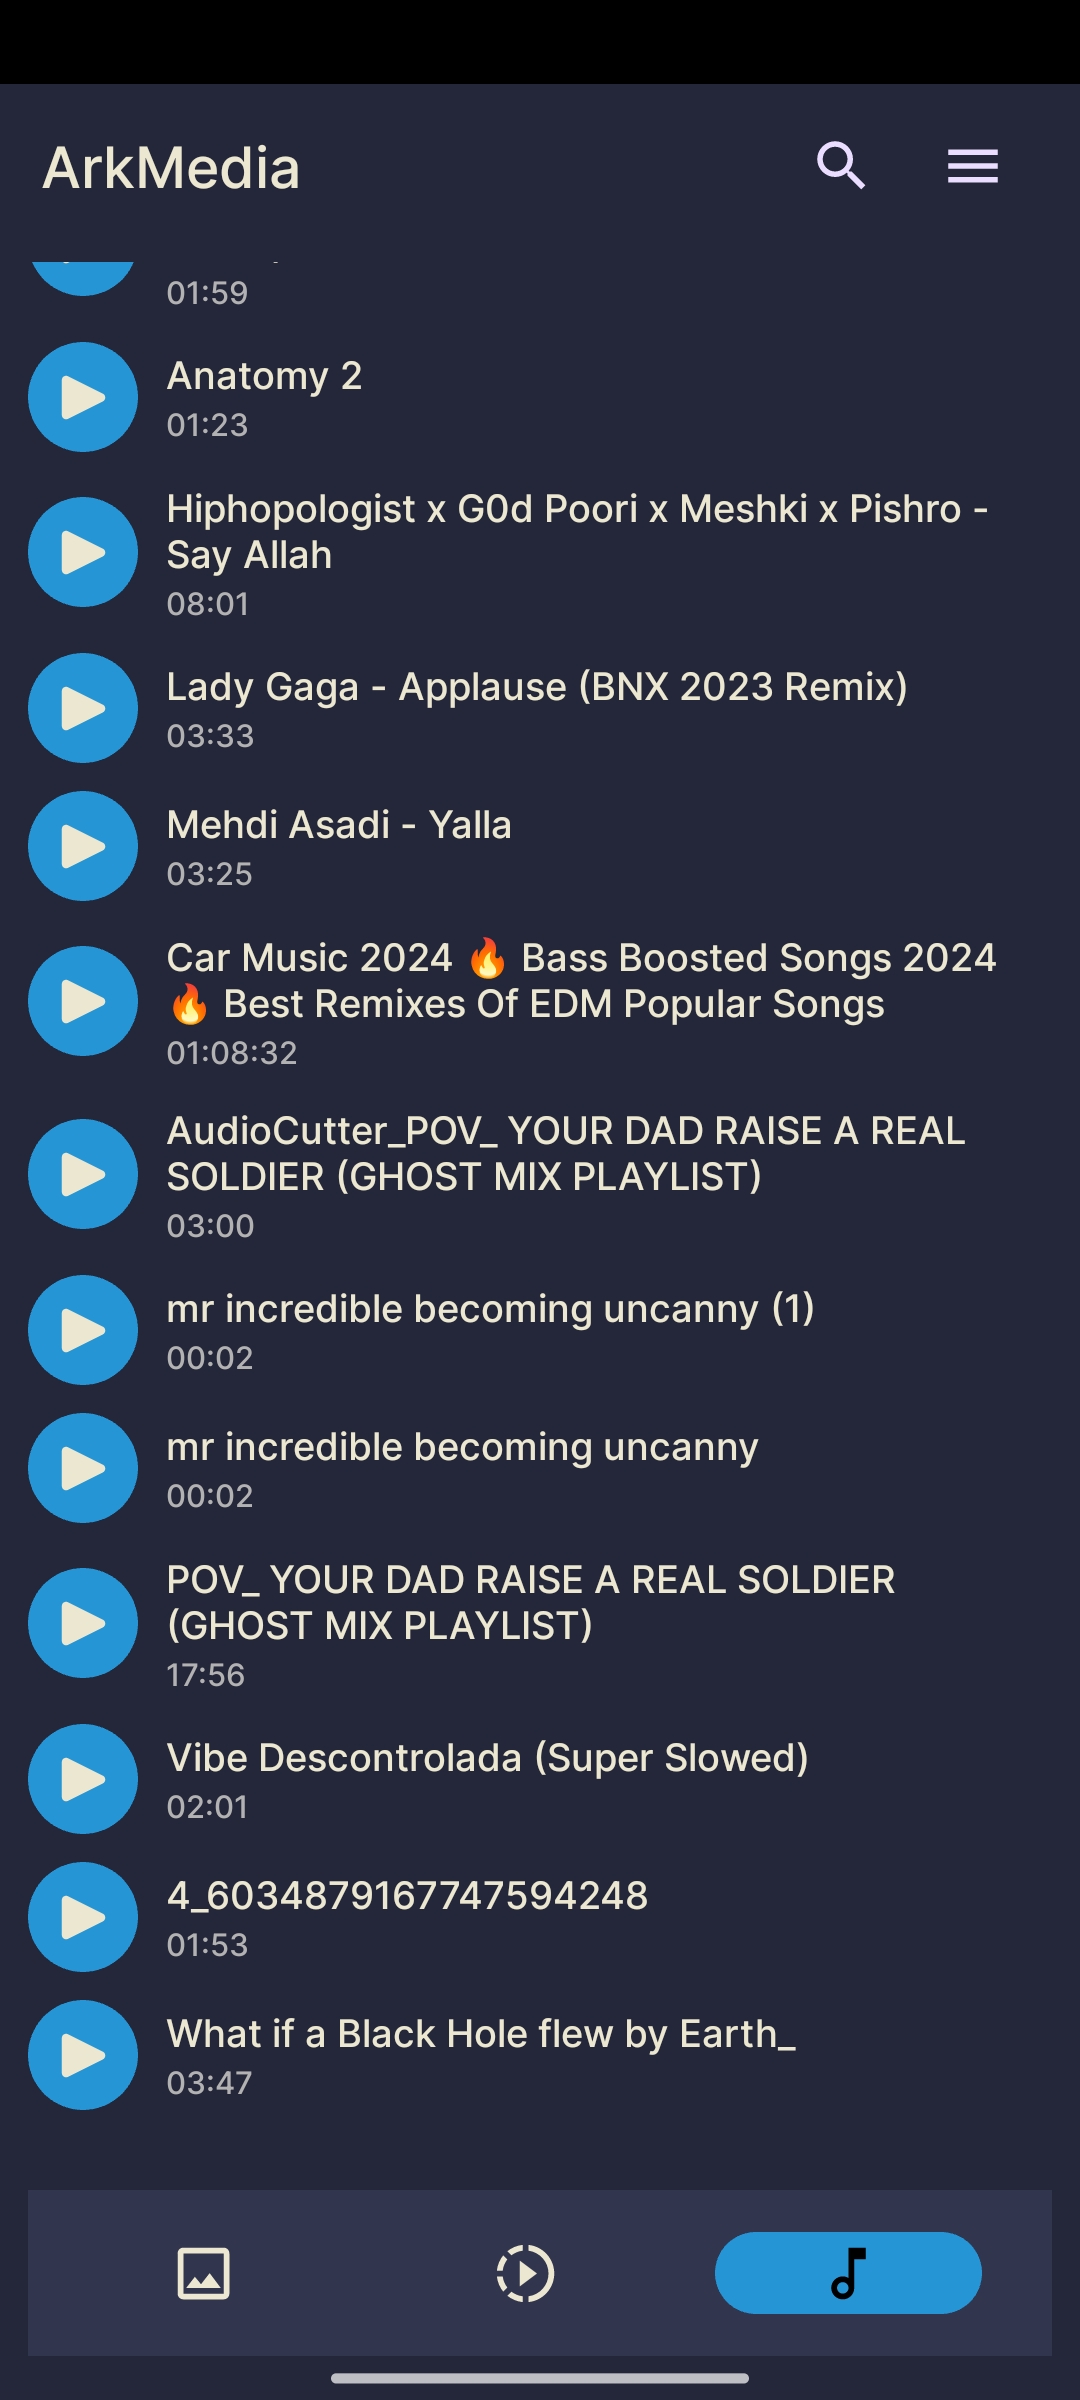 ArkMedia
01:59
Anatomy 2
01:23
Hiphopologist x G0d Poori x Meshki x Pishro -
Say Allah
08:01
Lady Gaga - Applause (BNX 2023 Remix)
03:33
Mehdi Asadi - Yalla
03:25
Car Music 2024 🔥 Bass Boosted Songs 2024
🔥 Best Remixes Of EDM Popular Songs
01:08:32
AudioCutter_POV_ YOUR DAD RAISE A REAL
SOLDIER (GHOST MIX PLAYLIST)
03:00
mr incredible becoming uncanny (1)
00:02
mr incredible becoming uncanny
00:02
POV_ YOUR DAD RAISE A REAL SOLDIER
(GHOST MIX PLAYLIST)
17:56
Vibe Descontrolada (Super Slowed)
02:01
4_6034879167747594248
01:53
What if a Black Hole flew by Earth_
03:47